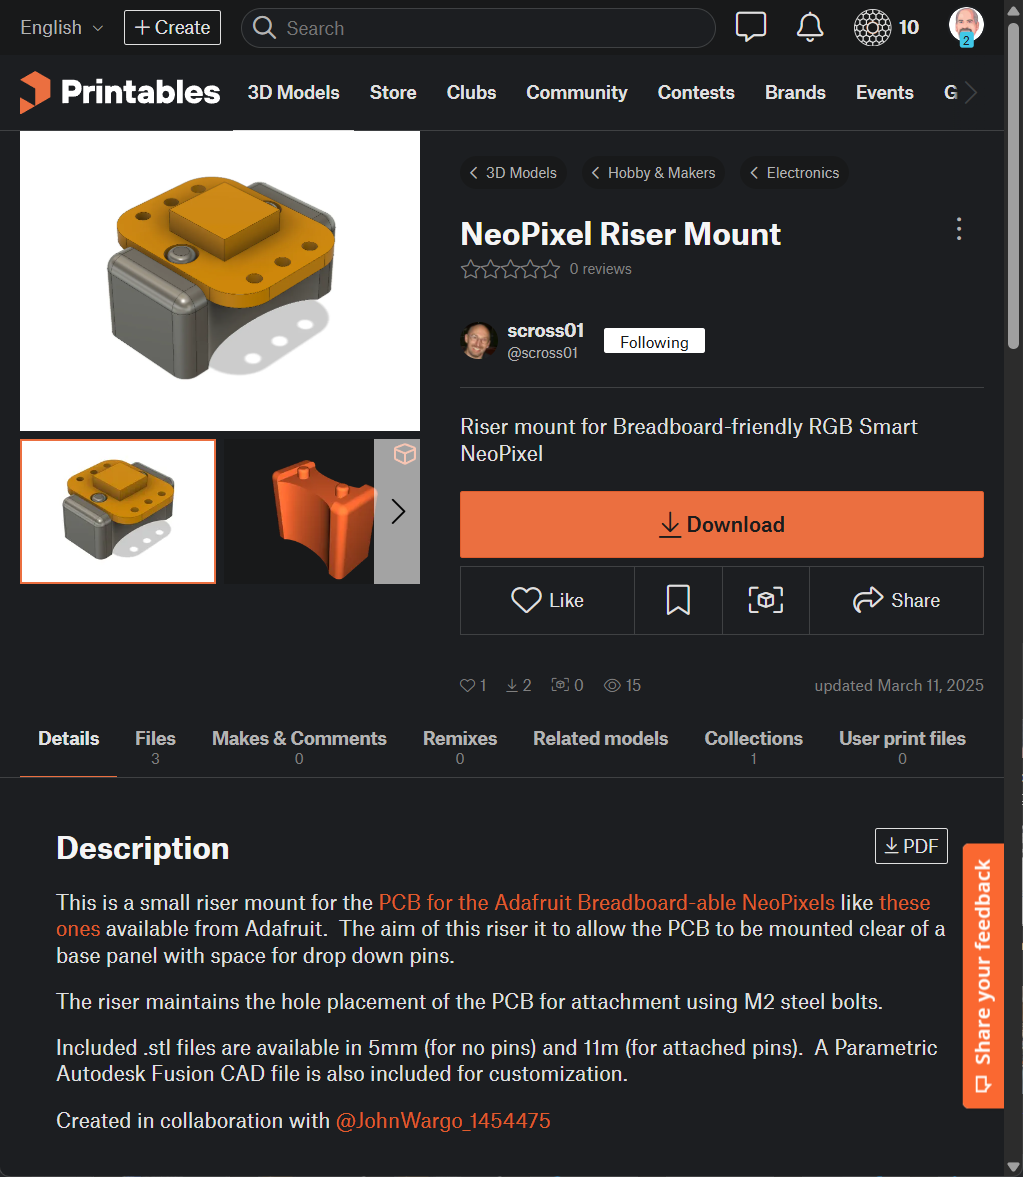 English
+ Create
Search
10
2
Printables
3D Models
Store
Clubs
Community
Contests
Brands
Events
G
3D Models
Hobby & Makers
Electronics
NeoPixel Riser Mount
0 reviews
scross01
@scross01
Following
Riser mount for Breadboard-friendly RGB Smart
NeoPixel
Download
Like
Share
1
2
0
15
updated March 11, 2025
Details
Files
3
Makes & Comments
0
Remixes
0
Related models
Collections
1
User print files
0
Description
PDF
This is a small riser mount for the PCB for the Adafruit Breadboard-able NeoPixels like these
ones available from Adafruit.  The aim of this riser it to allow the PCB to be mounted clear of a
base panel with space for drop down pins.
The riser maintains the hole placement of the PCB for attachment using M2 steel bolts.
Included .stl files are available in 5mm (for no pins) and 11m (for attached pins).  A Parametric
Autodesk Fusion CAD file is also included for customization.
Created in collaboration with @JohnWargo_1454475
Share your feedback